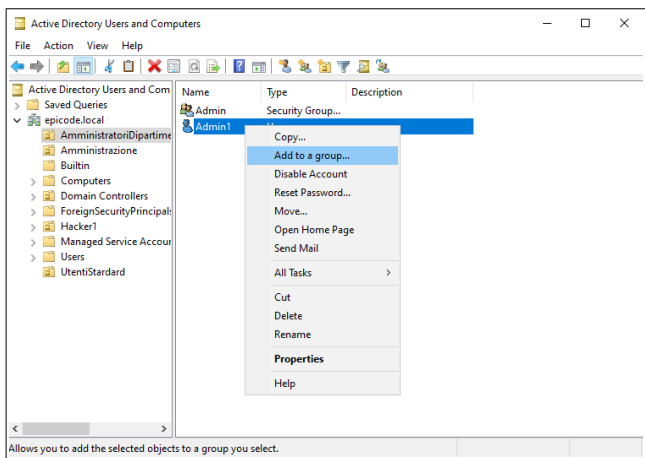 Active Directory Users and Computers
File Action View Help
Active Directory Users and Com
Saved Queries
epicode.local
AmministratoriDipartime
Amministrazione
Builtin
Computers
Domain Controllers
ForeignSecurityPrincipal:
Hacker1
Managed Service Accour
Users
UtentiStardard
Name Type Description
Admin Security Group...
Admin1
Copy...
Add to a group...
Disable Account
Reset Password...
Move...
Open Home Page
Send Mail
All Tasks
Cut
Delete
Rename
Properties
Help
Allows you to add the selected objects to a group you select.